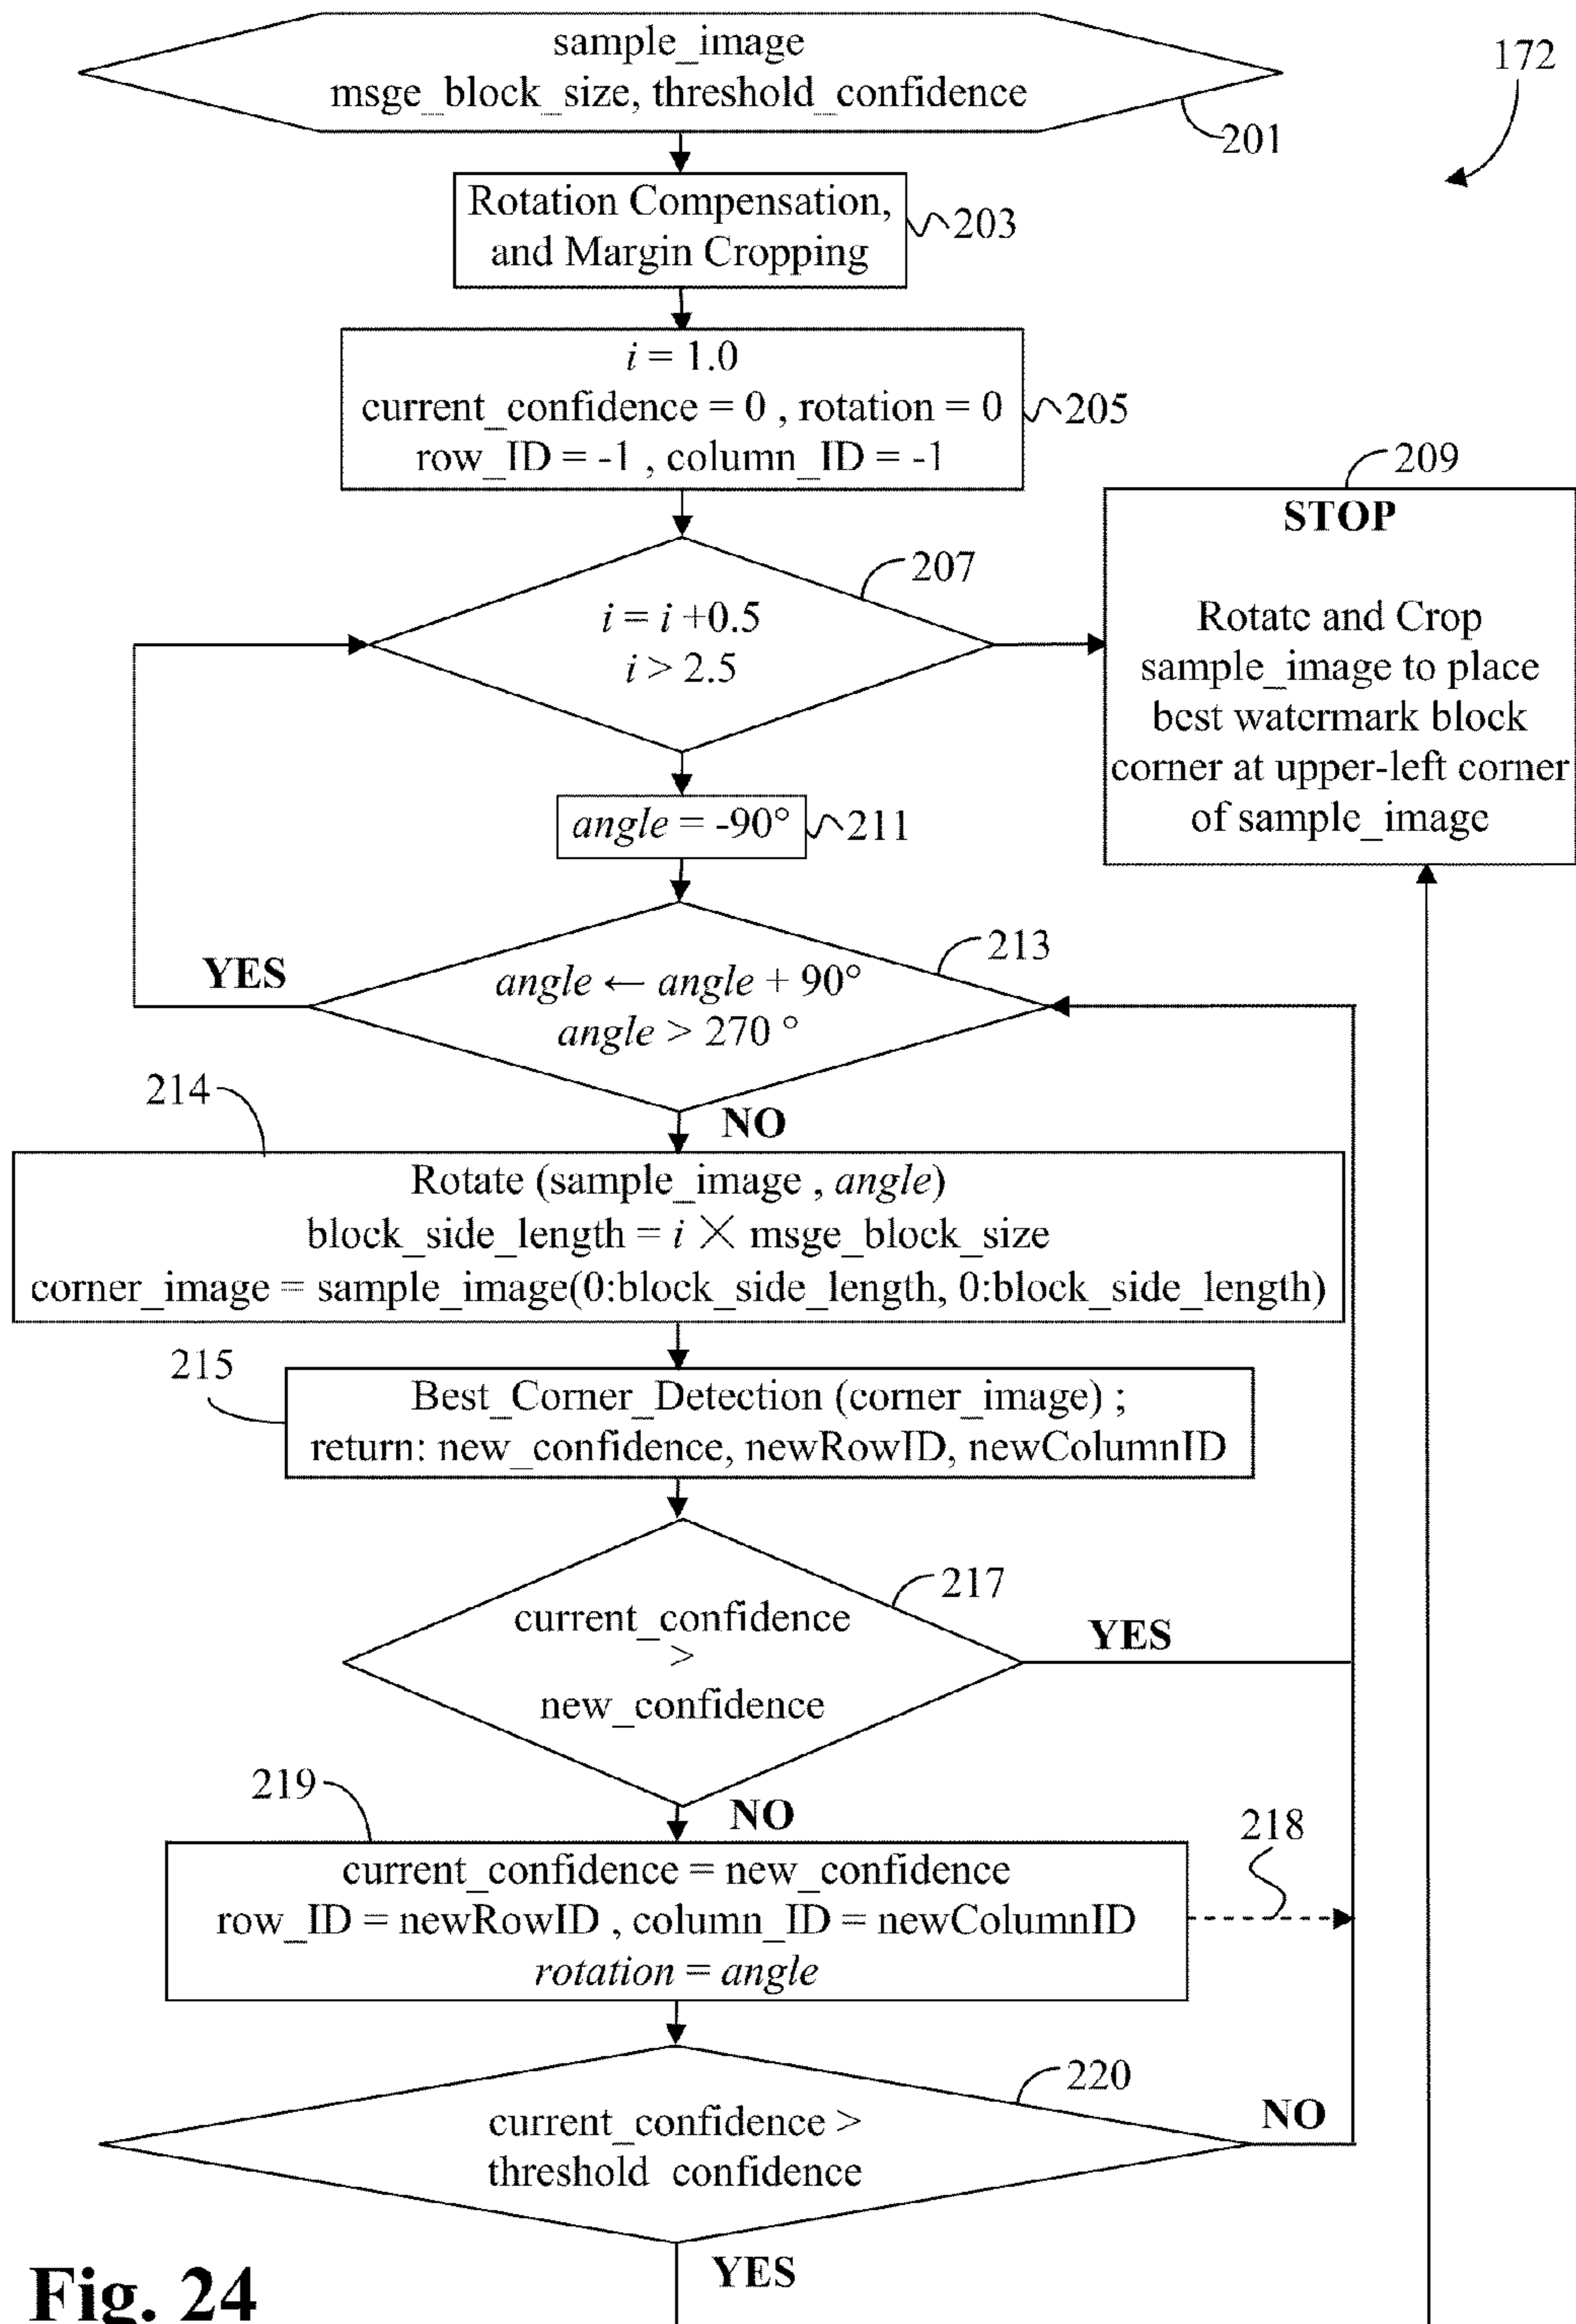 sample_image
msge_block_size, threshold_confidence
172
201
Rotation Compensation,
and Margin Cropping
203
i = 1.0
current_confidence = 0 , rotation = 0
row_ID = -1 , column_ID = -1
205
209
STOP
Rotate and Crop
sample_image to place
best watermark block
corner at upper-left corner
of sample_image
207
i = i +0.5
i > 2.5
angle = -90°
211
213
YES
angle ← angle + 90°
angle > 270 °
214
NO
Rotate (sample_image , angle)
block_side_length = i × msge_block_size
corner_image = sample_image(0:block_side_length, 0:block_side_length)
215
Best_Corner_Detection (corner_image) ;
return: new_confidence, newRowID, newColumnID
217
current_confidence
>
new_confidence
YES
219
NO
218
current_confidence = new_confidence
row_ID = newRowID , column_ID = newColumnID
rotation = angle
220
current_confidence >
threshold confidence
NO
YES
Fig. 24